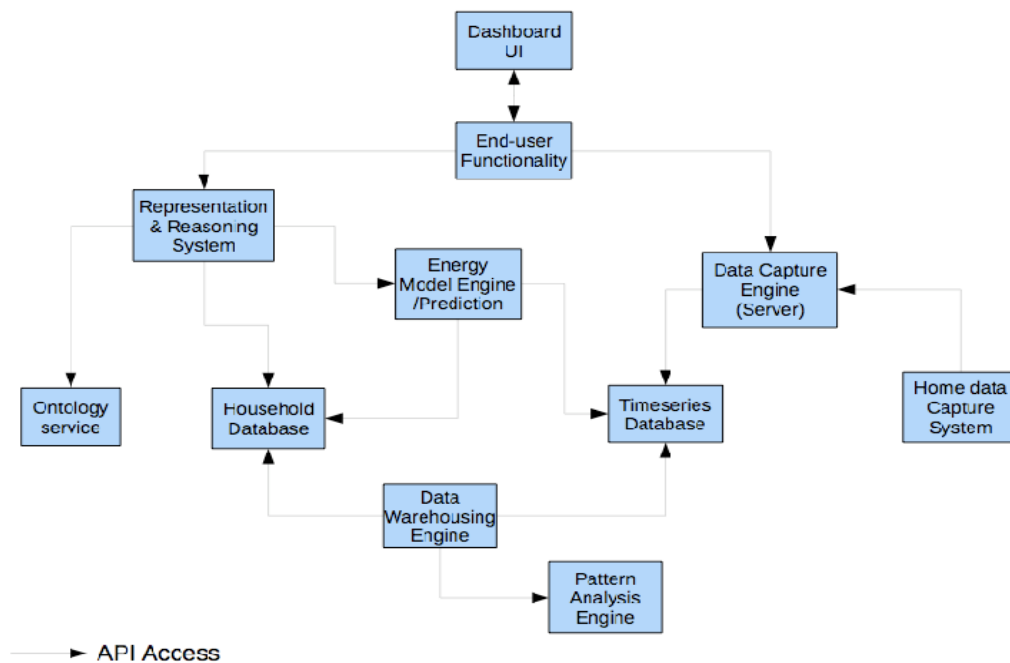 Dashboard
UI
End-user
Functionality
Representation
& Reasoning
System
Energy
Model Engine
/Prediction
Data Capture
Engine
(Server)
Ontology
service
Household
Database
Timeseries
Database
Home data
Capture
System
Data
Warehousing
Engine
Pattern
Analysis
Engine
API Access